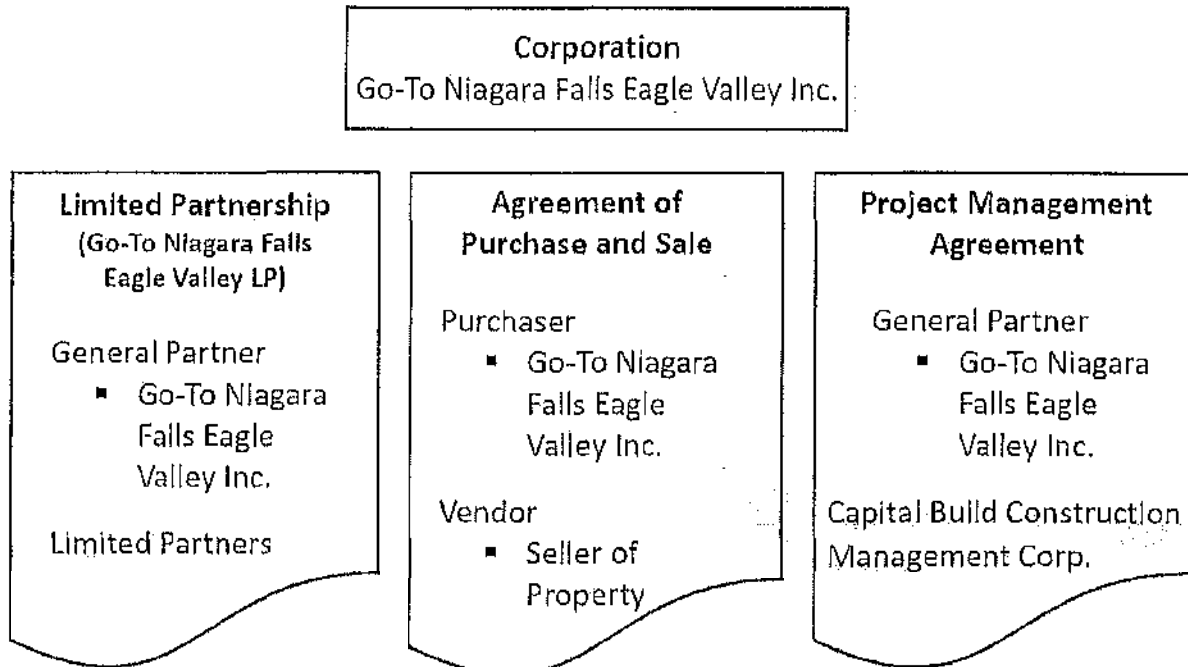 Corporation
Go-To Niagara Falls Eagle Valley Inc.
Limited Partnership
(Go-To Niagara Falls
Eagle Valley LP)
General Partner
▪ Go-To Niagara
Falls Eagle
Valley Inc.
Limited Partners
Agreement of
Purchase and Sale
Purchaser
▪ Go-To Niagara
Falls Eagle
Valley Inc.
Vendor
▪ Seller of
Property
Project Management
Agreement
General Partner
▪ Go-To Niagara
Falls Eagle
Valley Inc.
Capital Build Construction
Management Corp.